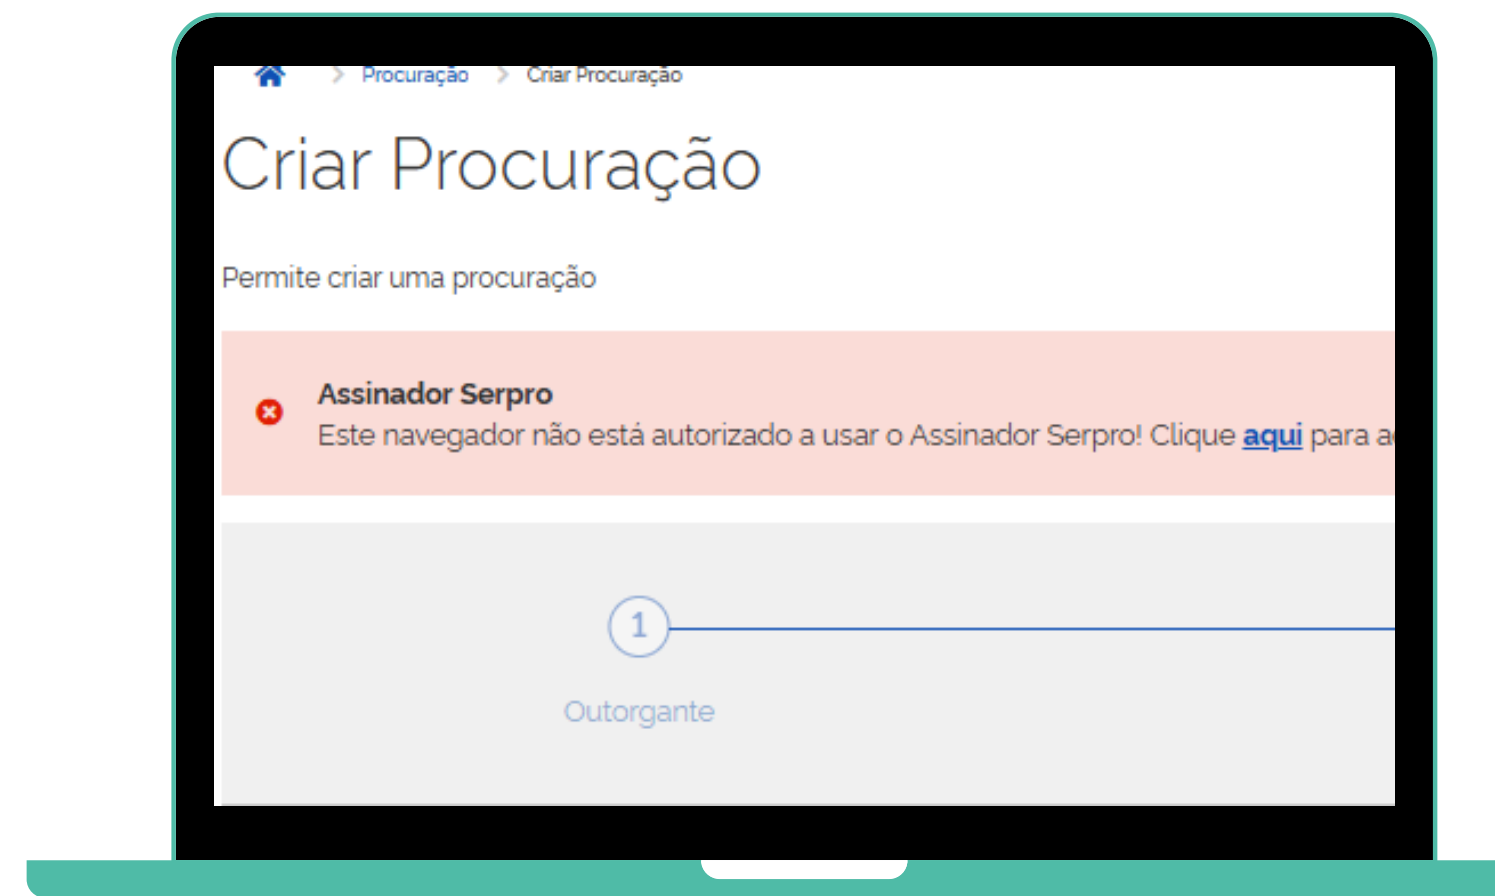 Procuração > Criar Procuração
Criar Procuração
Permite criar uma procuração
Assinador Serpro
Este navegador não está autorizado a usar o Assinador Serpro! Clique aqui para
1
Outorgante